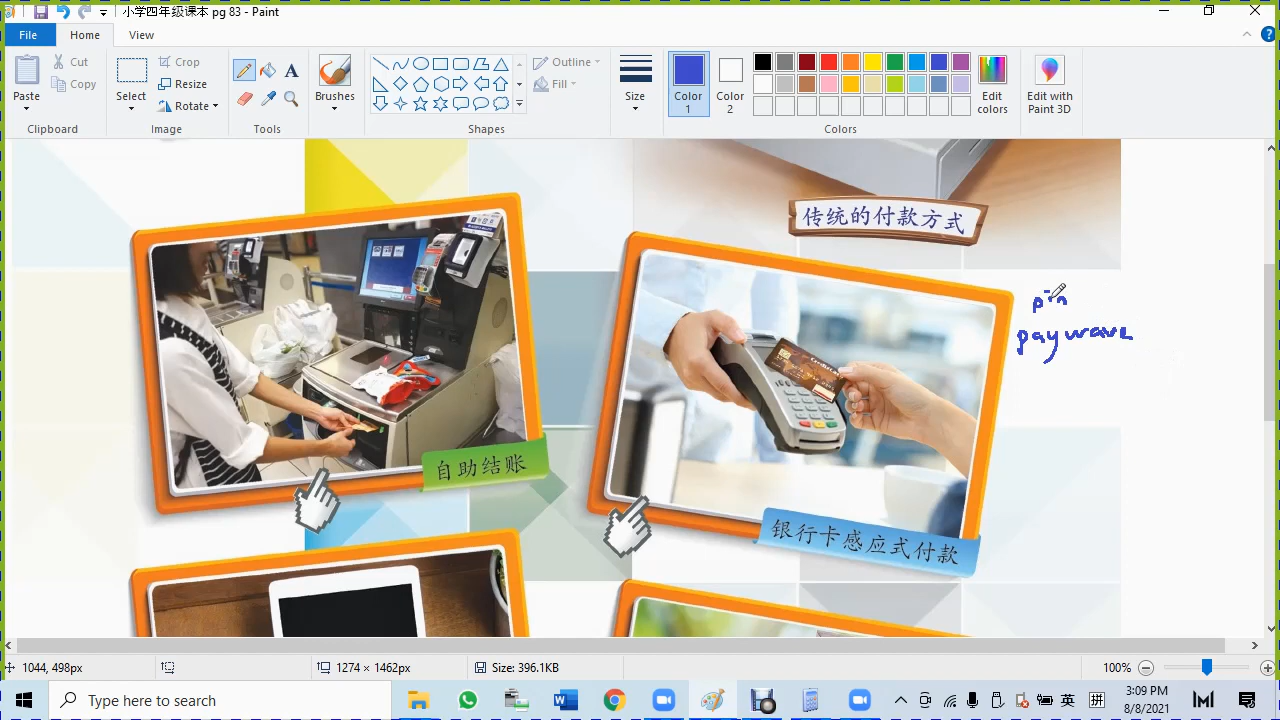 小学四年级课本 pg 83 - Paint
File Home View
Paste Cut Copy
Select Crop Resize Rotate
Brushes
Outline Fill
Size
Color 1
Color 2
Edit colors
Edit with Paint 3D
Clipboard Image Tools Shapes Colors
传统的付款方式
pin
paywave
自助结账
银行卡感应式付款
1044, 498px 1274 × 1462px Size: 396.1KB 100%
Type here to search
英 拼
3:09 PM
8/8/2021